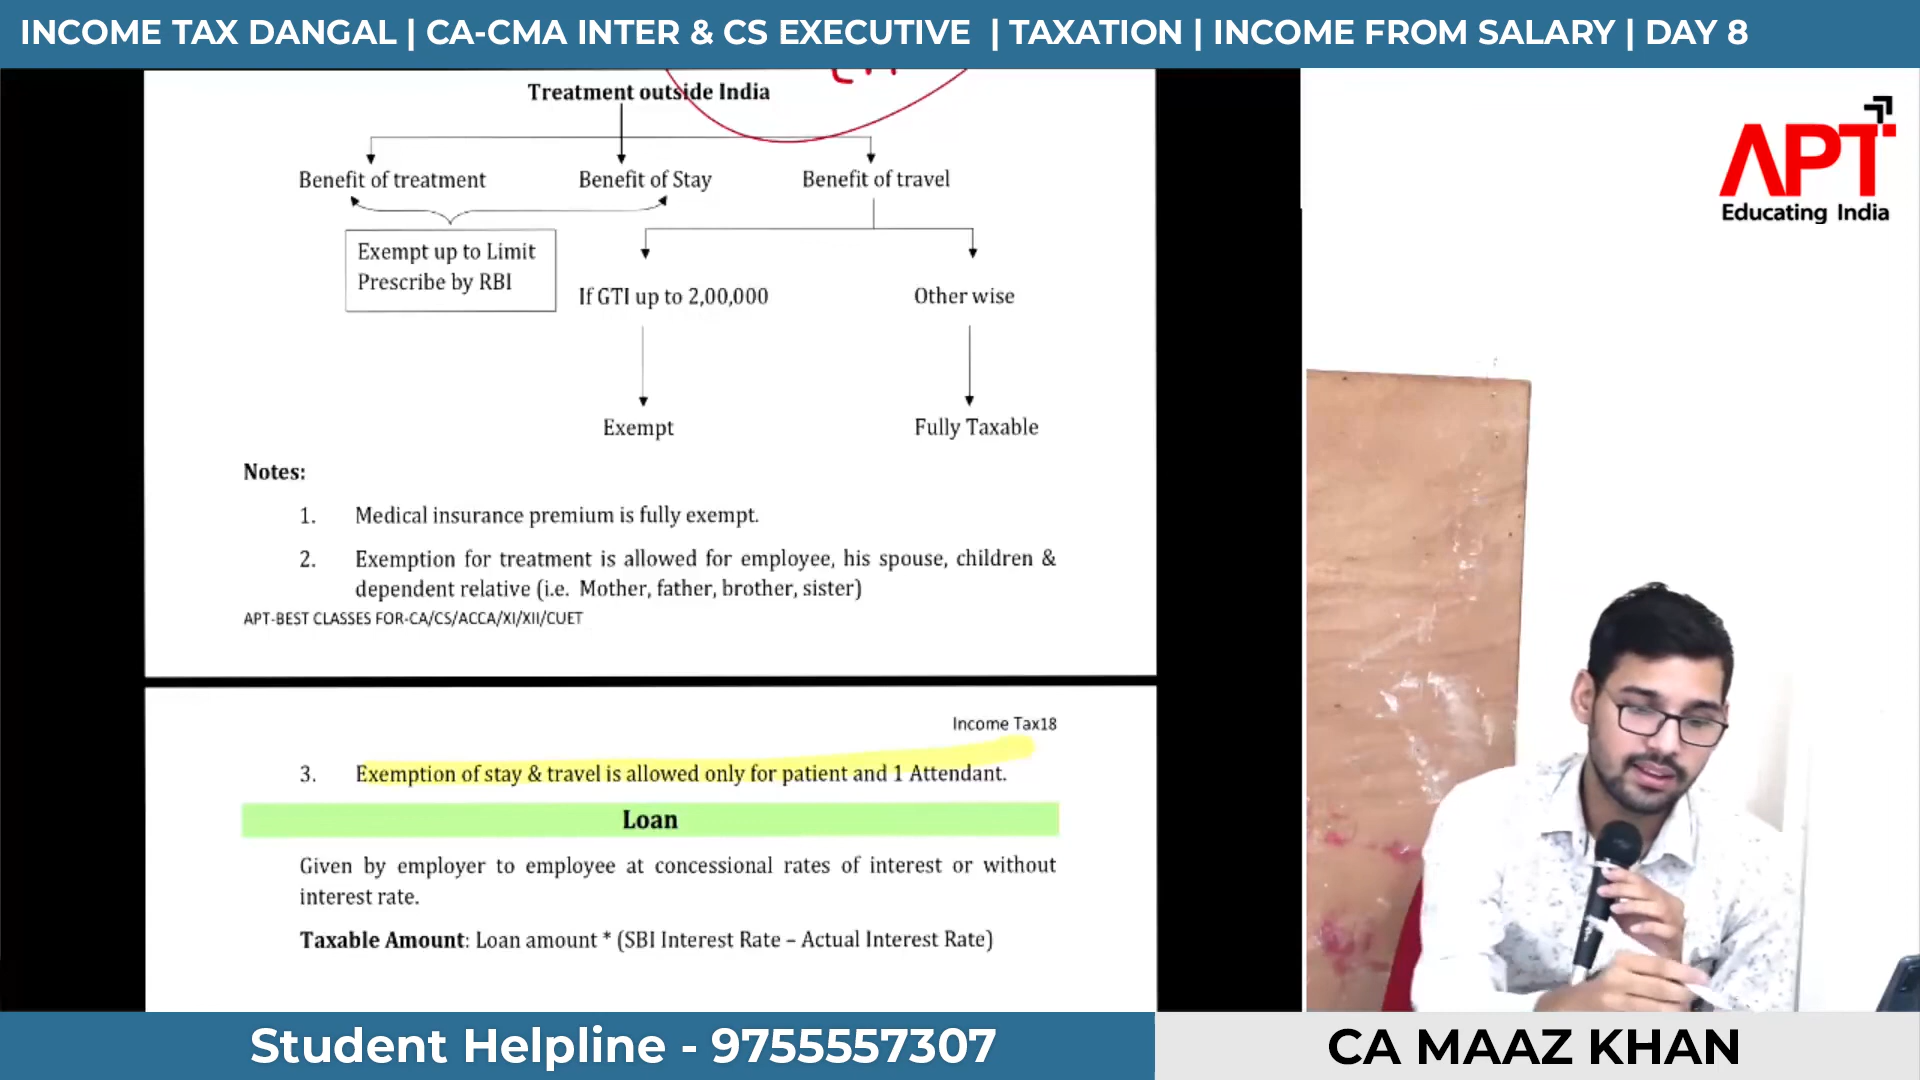 INCOME TAX DANGAL | CA-CMA INTER & CS EXECUTIVE | TAXATION | INCOME FROM SALARY | DAY 8
Treatment outside India
Benefit of treatment
Benefit of Stay
Benefit of travel
Exempt up to Limit
Prescribe by RBI
If GTI up to 2,00,000
Other wise
Exempt
Fully Taxable
Notes:
1. Medical insurance premium is fully exempt.
2. Exemption for treatment is allowed for employee, his spouse, children &
dependent relative (i.e. Mother, father, brother, sister)
APT-BEST CLASSES FOR-CA/CS/ACCA/XI/XII/CUET
Income Tax18
3. Exemption of stay & travel is allowed only for patient and 1 Attendant.
Loan
Given by employer to employee at concessional rates of interest or without
interest rate.
Taxable Amount: Loan amount * (SBI Interest Rate – Actual Interest Rate)
APT
Educating India
Student Helpline - 9755557307
CA MAAZ KHAN